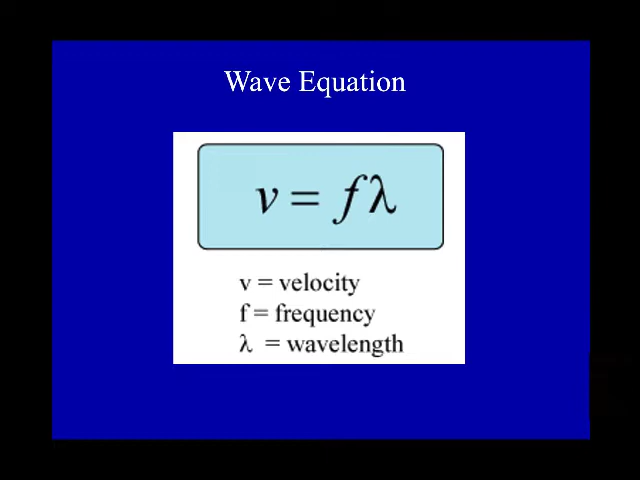 Wave Equation
v = fλ
v = velocity
f = frequency
λ = wavelength